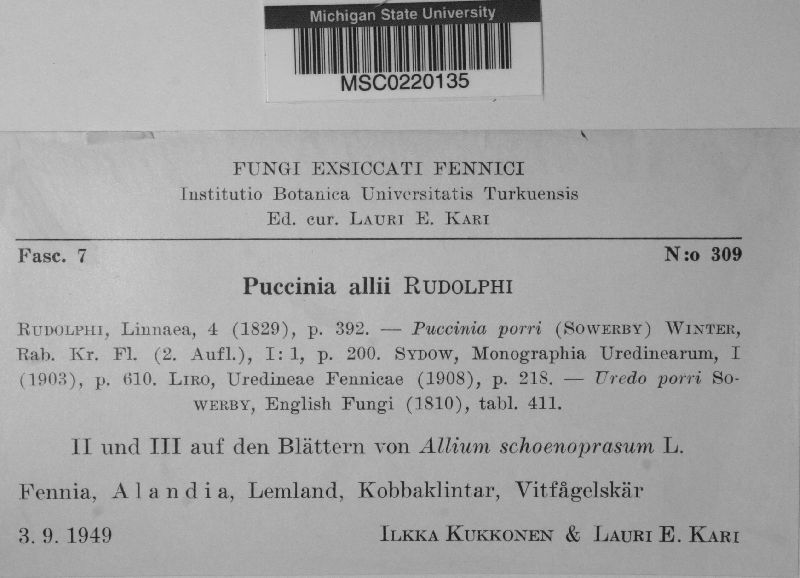 Michigan State University
MSC0220135
FUNGI EXSICCATI FENNICI
Institutio Botanica Universitatis Turkuensis
Ed. cur. LAURI E. KARI
Fasc. 7 N:o 309
Puccinia allii RUDOLPHI
RUDOLPHI, Linnaea, 4 (1829), p. 392. — Puccinia porri (SOWERBY) WINTER,
Rab. Kr. Fl. (2. Aufl.), I: 1, p. 200. SYDOW, Monographia Uredinearum, I
(1903), p. 610. LIRO, Uredineae Fennicae (1908), p. 218. — Uredo porri SO-
WERBY, English Fungi (1810), tabl. 411.
II und III auf den Blättern von Allium schoenoprasum L.
Fennia, Alandia, Lemland, Kobbaklintar, Vitfågelskär
3. 9. 1949 ILKKA KUKKONEN & LAURI E. KARI